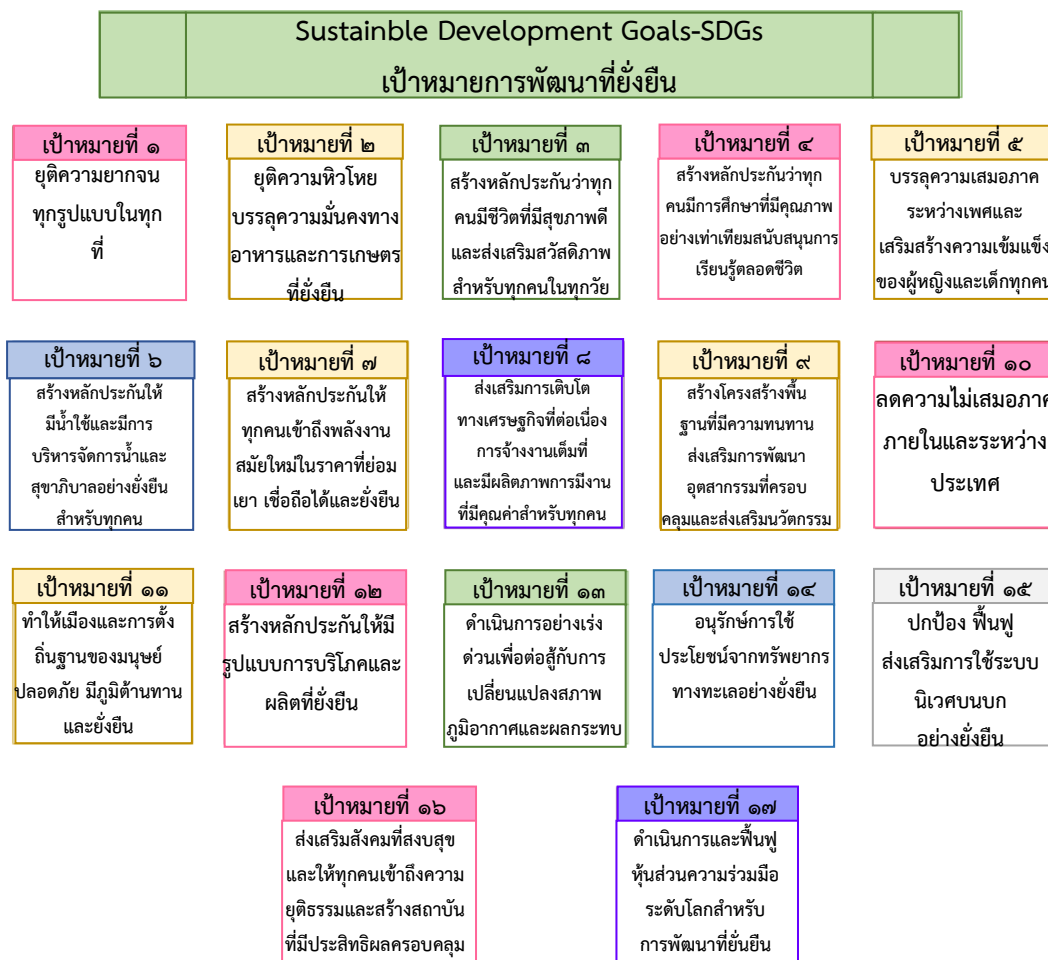 Sustainble Development Goals-SDGs
เป้าหมายการพัฒนาที่ยั่งยืน
เป้าหมายที่ ๑
ยุติความยากจน
ทุกรูปแบบในทุก
ที่
เป้าหมายที่ ๒
ยุติความหิวโหย
บรรลุความมั่นคงทาง
อาหารและการเกษตร
ที่ยั่งยืน
เป้าหมายที่ ๓
สร้างหลักประกันว่าทุก
คนมีชีวิตที่มีสุขภาพดี
และส่งเสริมสวัสดิภาพ
สำหรับทุกคนในทุกวัย
เป้าหมายที่ ๔
สร้างหลักประกันว่าทุก
คนมีการศึกษาที่มีคุณภาพ
อย่างเท่าเทียมสนับสนุนการ
เรียนรู้ตลอดชีวิต
เป้าหมายที่ ๕
บรรลุความเสมอภาค
ระหว่างเพศและ
เสริมสร้างความเข้มแข็ง
ของผู้หญิงและเด็กทุกคน
เป้าหมายที่ ๖
สร้างหลักประกันให้
มีน้ำใช้และมีการ
บริหารจัดการน้ำและ
สุขาภิบาลอย่างยั่งยืน
สำหรับทุกคน
เป้าหมายที่ ๗
สร้างหลักประกันให้
ทุกคนเข้าถึงพลังงาน
สมัยใหม่ในราคาที่ย่อม
เยา เชื่อถือได้และยั่งยืน
เป้าหมายที่ ๘
ส่งเสริมการเติบโต
ทางเศรษฐกิจที่ต่อเนื่อง
การจ้างงานเต็มที่
และมีผลิตภาพการมีงาน
ที่มีคุณค่าสำหรับทุกคน
เป้าหมายที่ ๙
สร้างโครงสร้างพื้น
ฐานที่มีความทนทาน
ส่งเสริมการพัฒนา
อุตสากรรมที่ครอบ
คลุมและส่งเสริมนวัตกรรม
เป้าหมายที่ ๑๐
ลดความไม่เสมอภาค
ภายในและระหว่าง
ประเทศ
เป้าหมายที่ ๑๑
ทำให้เมืองและการตั้ง
ถิ่นฐานของมนุษย์
ปลอดภัย มีภูมิต้านทาน
และยั่งยืน
เป้าหมายที่ ๑๒
สร้างหลักประกันให้มี
รูปแบบการบริโภคและ
ผลิตที่ยั่งยืน
เป้าหมายที่ ๑๓
ดำเนินการอย่างเร่ง
ด่วนเพื่อต่อสู้กับการ
เปลี่ยนแปลงสภาพ
ภูมิอากาศและผลกระทบ
เป้าหมายที่ ๑๔
อนุรักษ์การใช้
ประโยชน์จากทรัพยากร
ทางทะเลอย่างยั่งยืน
เป้าหมายที่ ๑๕
ปกป้อง ฟื้นฟู
ส่งเสริมการใช้ระบบ
นิเวศบนบก
อย่างยั่งยืน
เป้าหมายที่ ๑๖
ส่งเสริมสังคมที่สงบสุข
และให้ทุกคนเข้าถึงความ
ยุติธรรมและสร้างสถาบัน
ที่มีประสิทธิผลครอบคลุม
เป้าหมายที่ ๑๗
ดำเนินการและฟื้นฟู
หุ้นส่วนความร่วมมือ
ระดับโลกสำหรับ
การพัฒนาที่ยั่นยืน